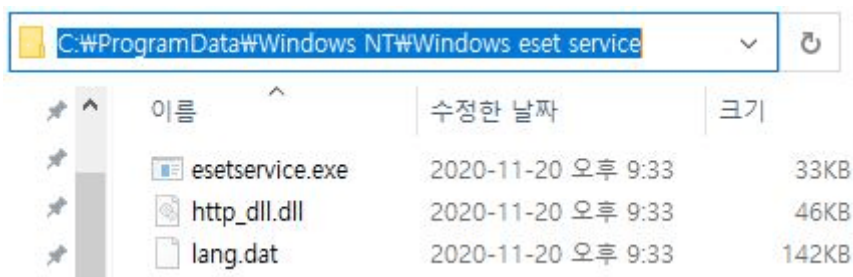 C:₩ProgramData₩Windows NT₩Windows eset service
이름 수정한 날짜 크기
esetservice.exe 2020-11-20 오후 9:33 33KB
http_dll.dll 2020-11-20 오후 9:33 46KB
lang.dat 2020-11-20 오후 9:33 142KB